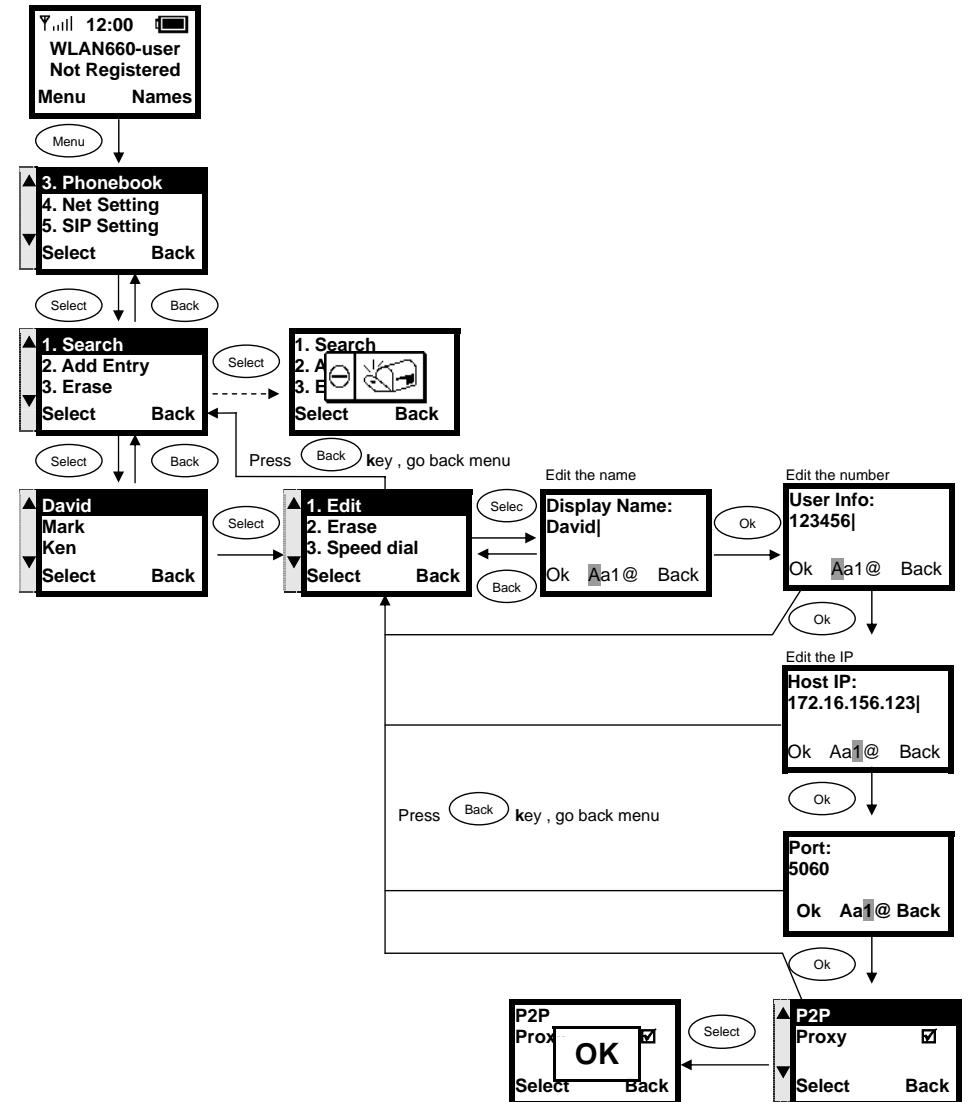 12:00
WLAN660-user
Not Registered
Menu Names
Menu
3. Phonebook
4. Net Setting
5. SIP Setting
Select Back
Select Back
1. Search
2. Add Entry
3. Erase
Select Back
Select
1. Search
2. A
3. E
Select Back
Select Back
Press Back key , go back menu
David
Mark
Ken
Select Back
Select
1. Edit
2. Erase
3. Speed dial
Select Back
Selec
Back
Edit the name
Display Name:
David|
Ok Aa1@ Back
Ok
Edit the number
User Info:
123456|
Ok Aa1@ Back
Ok
Edit the IP
Host IP:
172.16.156.123|
Ok Aa1@ Back
Ok
Press Back key , go back menu
Port:
5060
Ok Aa1@ Back
Ok
P2P
Proxy
Select Back
Select
P2P
Prox
OK
Select Back